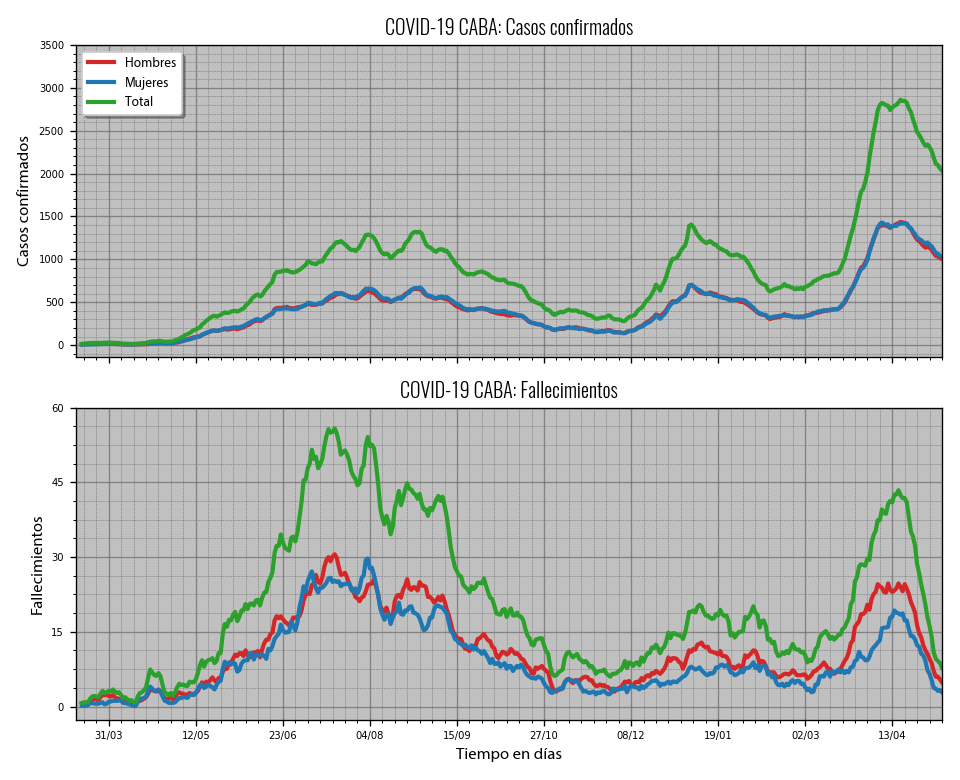 COVID-19 CABA: Casos confirmados
3500
3000
2500
2000
1500
1000
500
0
Casos confirmados
Hombres
Mujeres
Total
COVID-19 CABA: Fallecimientos
60
45
30
15
0
Fallecimientos
31/03 12/05 23/06 04/08 15/09 27/10 08/12 19/01 02/03 13/04
Tiempo en días